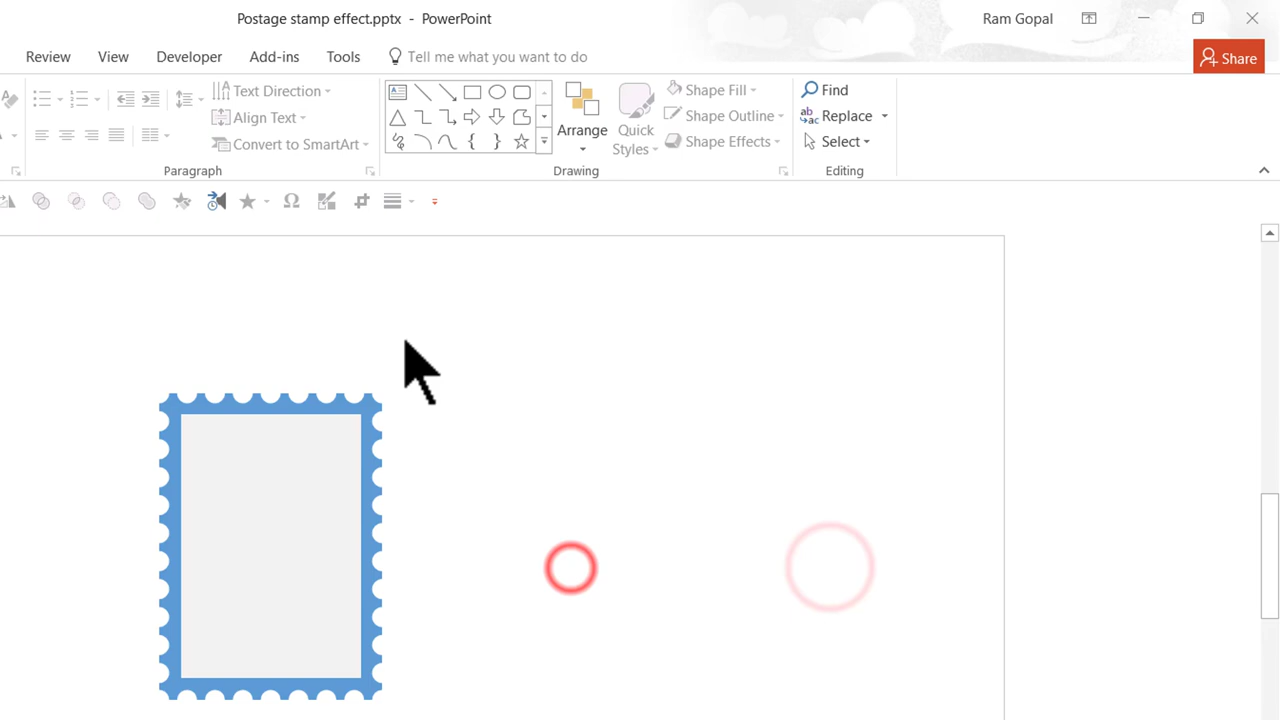 Postage stamp effect.pptx - PowerPoint
Ram Gopal
Review View Developer Add-ins Tools Tell me what you want to do
Share
Text Direction
Align Text
Convert to SmartArt
Paragraph
Arrange
Quick Styles
Shape Fill
Shape Outline
Shape Effects
Drawing
Find
Replace
Select
Editing